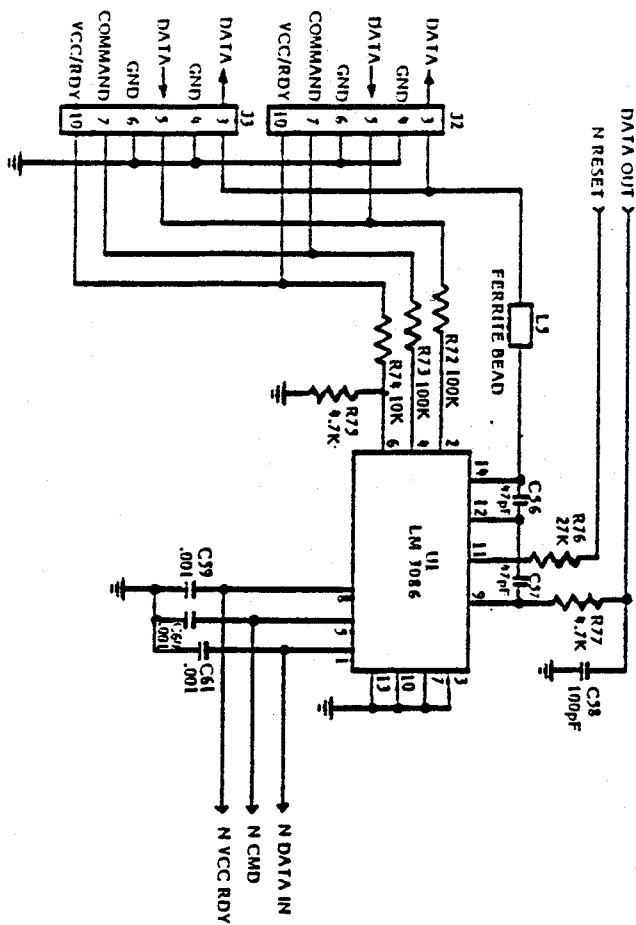 DATA OUT
N RESET
J2
DATA
GND
DATA
GND
COMMAND
VCC/RDY
3
4
5
6
7
10
J3
DATA
GND
DATA
GND
COMMAND
VCC/RDY
3
4
5
6
7
10
L5
FERRITE BEAD
R72 100K
R73 100K
R74 10K
R75
4.7K
R76
27K
R77
4.7K
C56
47pF
C57
47pF
C58
100pF
U1
LM 3086
14
12
11
9
2
4
6
3
7
10
13
8
5
1
C59
.001
.001
C61
.001
N DATA IN
N CMD
N VCC RDY